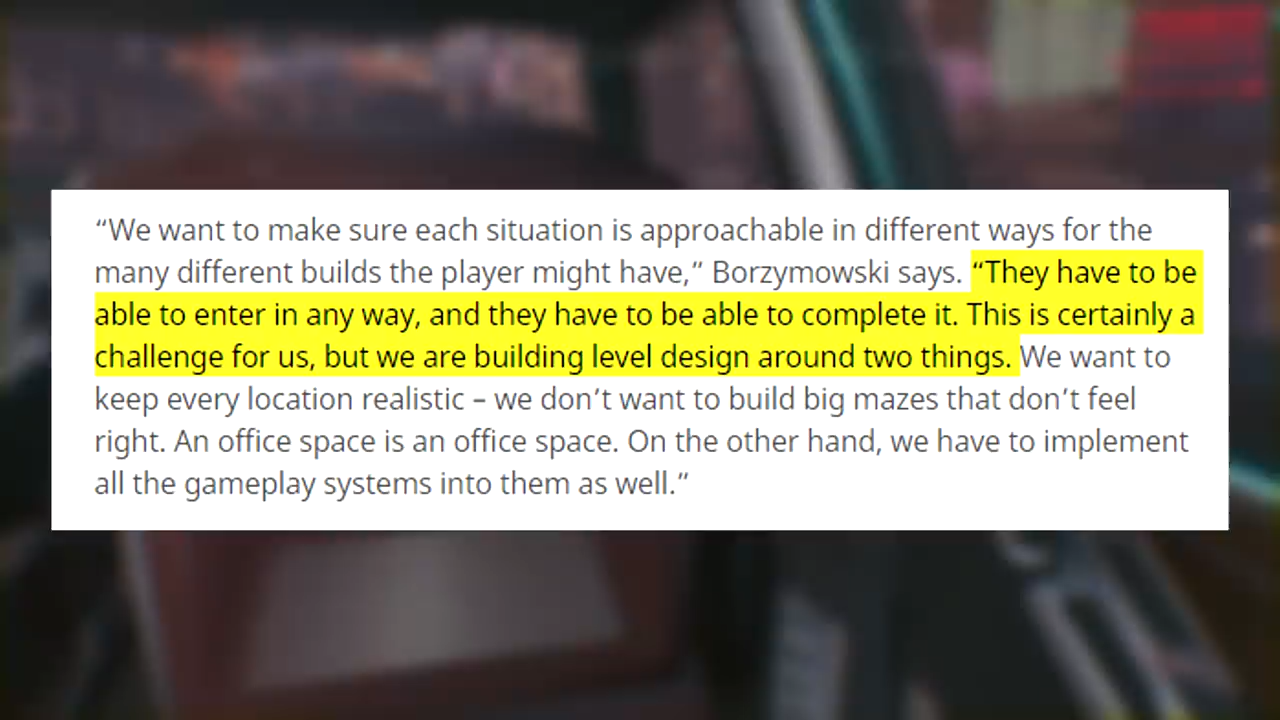 “We want to make sure each situation is approachable in different ways for the
many different builds the player might have,” Borzymowski says. “They have to be
able to enter in any way, and they have to be able to complete it. This is certainly a
challenge for us, but we are building level design around two things. We want to
keep every location realistic – we don’t want to build big mazes that don’t feel
right. An office space is an office space. On the other hand, we have to implement
all the gameplay systems into them as well.”